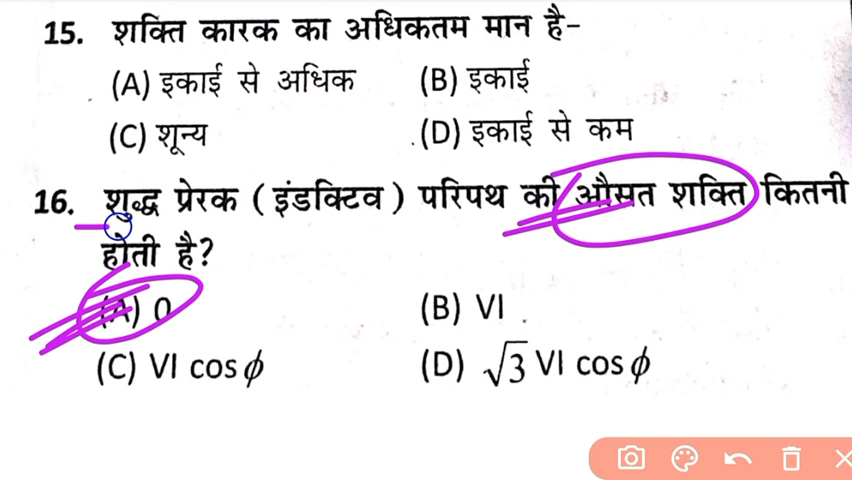 15. शक्ति कारक का अधिकतम मान है-
(A) इकाई से अधिक (B) इकाई
(C) शून्य (D) इकाई से कम
16. शुद्ध प्रेरक (इंडक्टिव) परिपथ की औसत शक्ति कितनी
होती है?
(A) 0 (B) VI
(C) VI cos ϕ (D) √3 VI cos ϕ